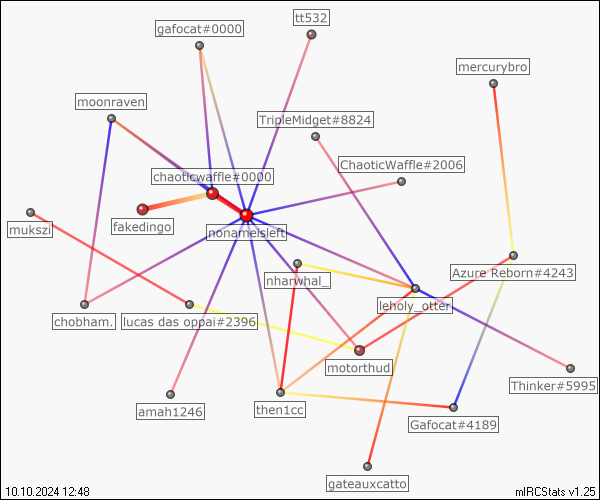 tt532
gafocat#0000
mercurybro
moonraven
TripleMidget#8824
ChaoticWaffle#2006
chaoticwaffle#0000
fakedingo
mukszi
nonameisleft
nharwhal_
Azure Reborn#4243
leholy_otter
chobham.
lucas das oppai#2396
motorthud
Thinker#5995
amah1246
then1cc
Gafocat#4189
gateauxcatto
10.10.2024 12:48
mIRCStats v1.25